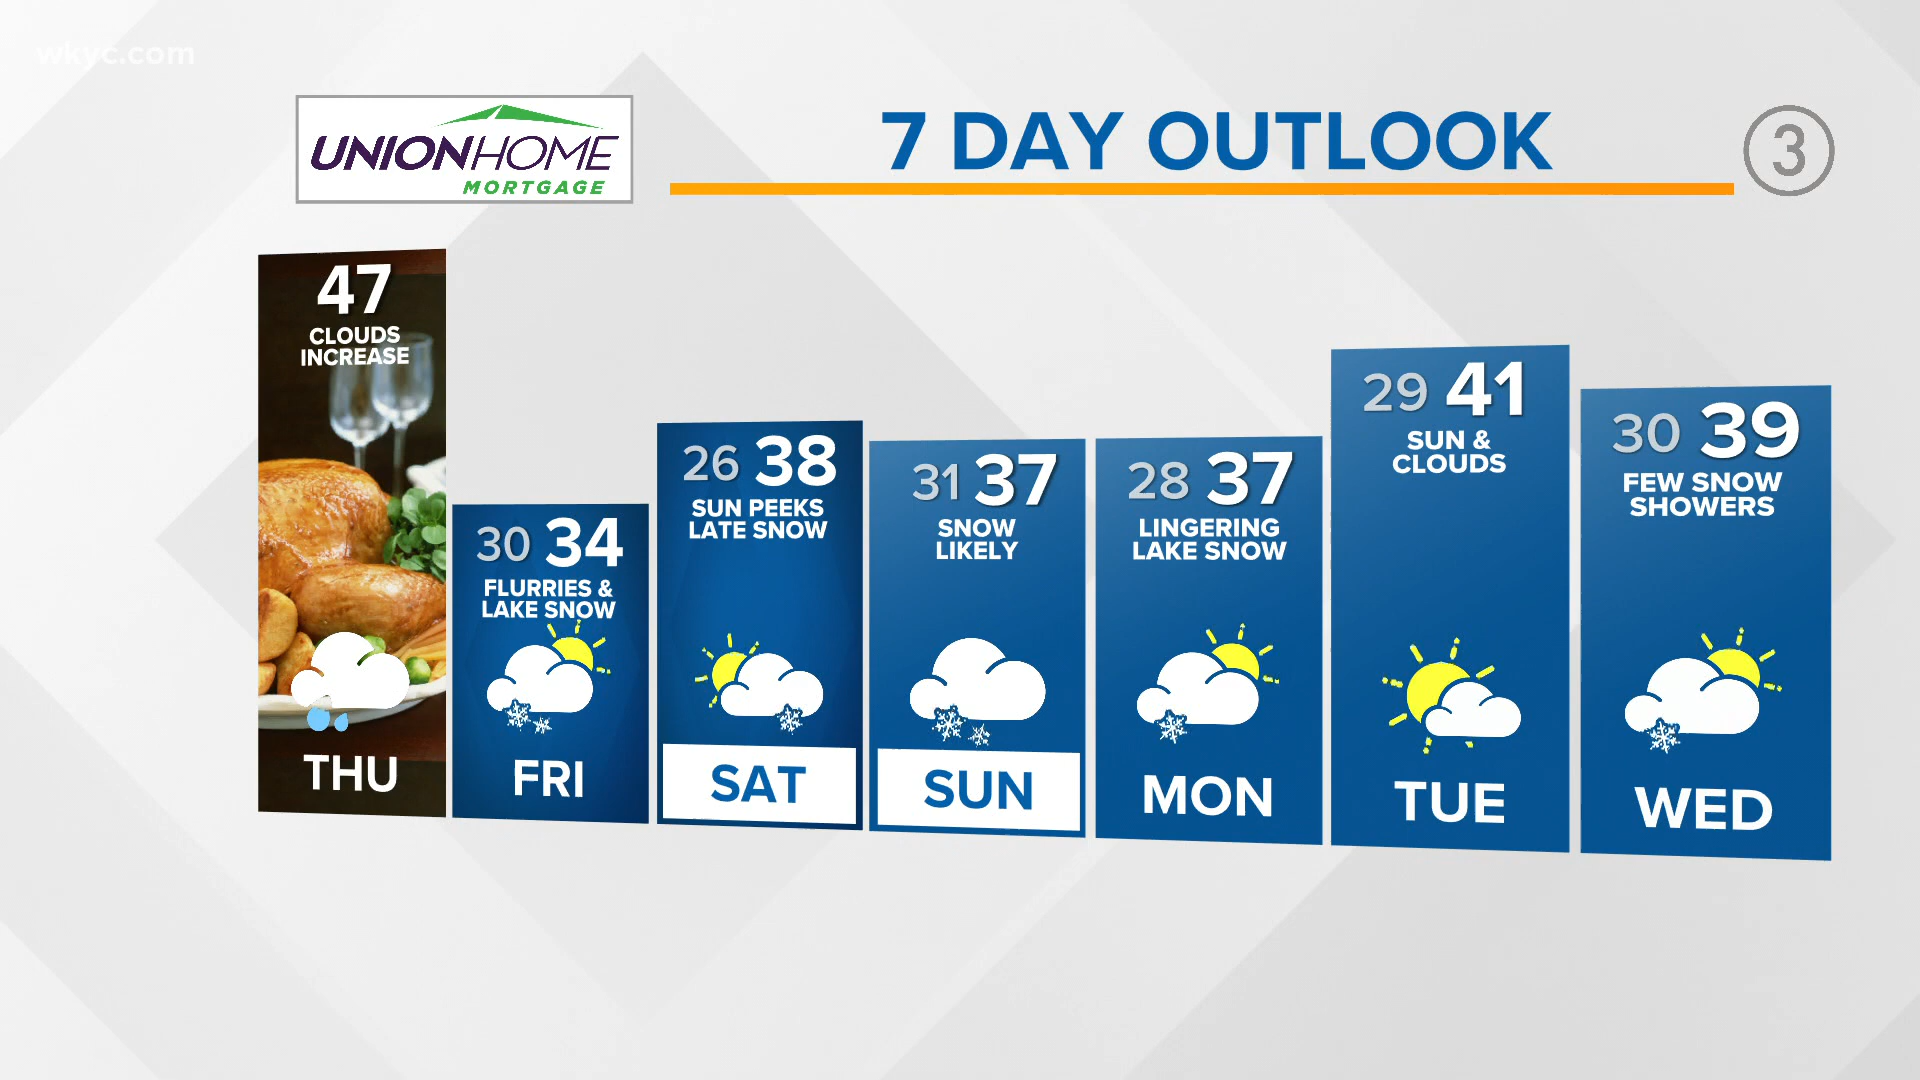 wkyc.com
UNIONHOME
MORTGAGE
7 DAY OUTLOOK
3
47
CLOUDS
INCREASE
THU
30 34
FLURRIES &
LAKE SNOW
FRI
26 38
SUN PEEKS
LATE SNOW
SAT
31 37
SNOW
LIKELY
SUN
28 37
LINGERING
LAKE SNOW
MON
29 41
SUN &
CLOUDS
TUE
30 39
FEW SNOW
SHOWERS
WED